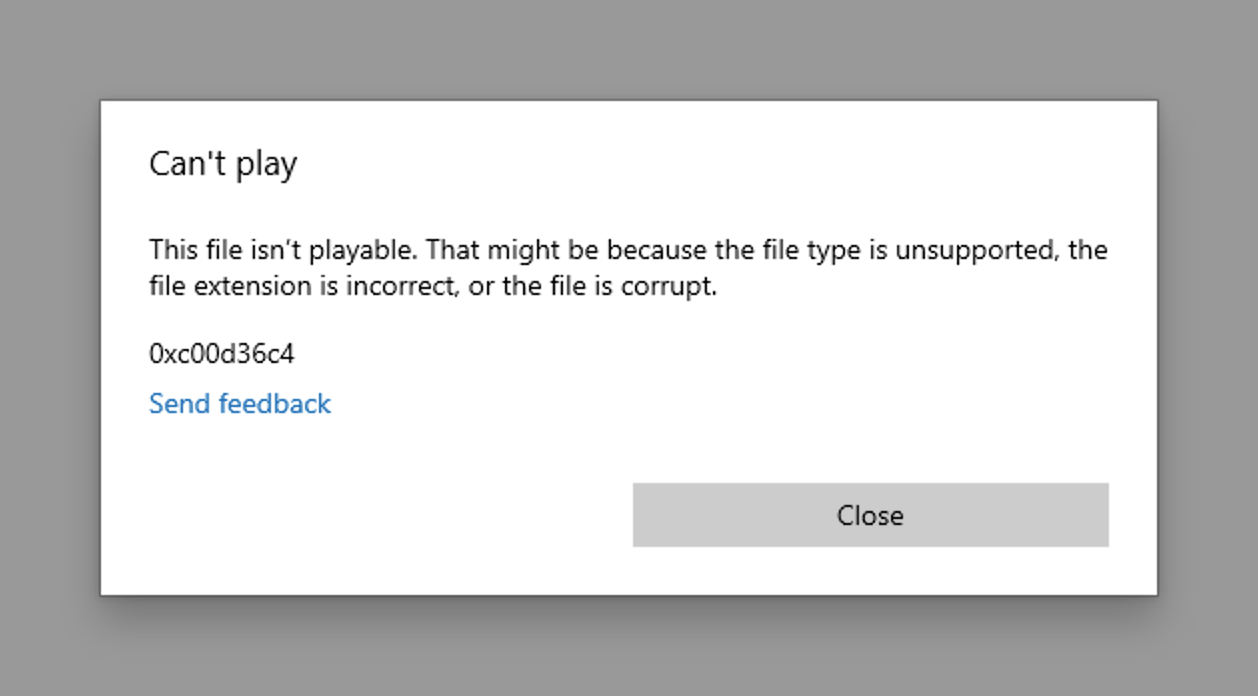 Can't play
This file isn’t playable. That might be because the file type is unsupported, the
file extension is incorrect, or the file is corrupt.
0xc00d36c4
Send feedback
Close